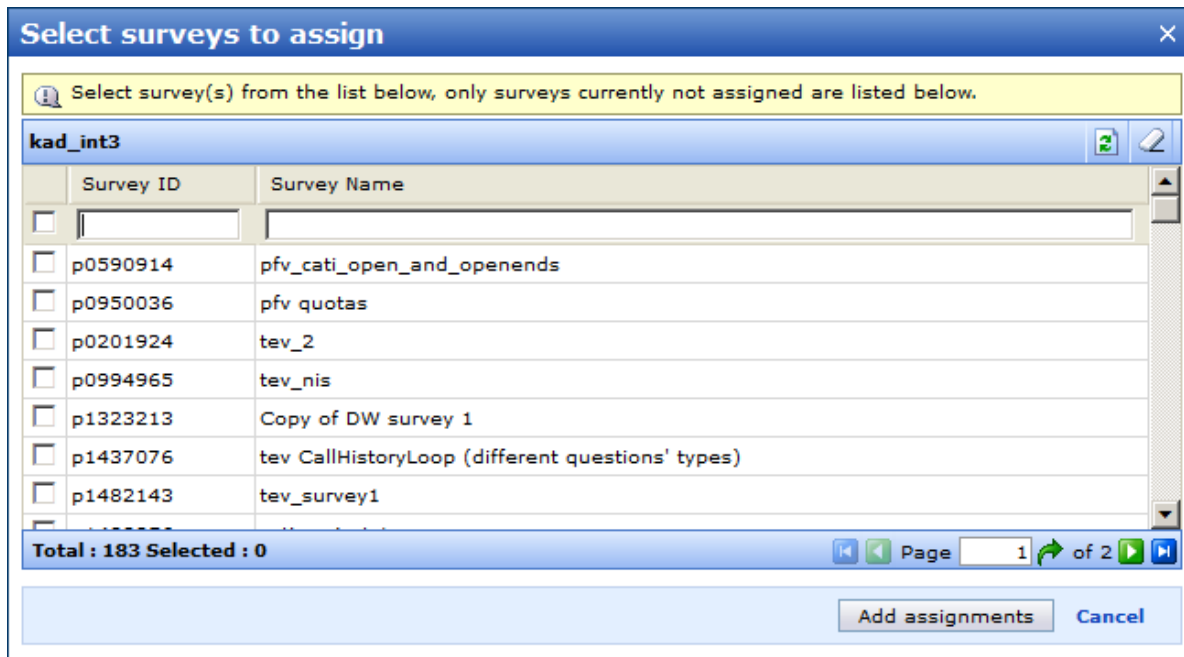 Select surveys to assign
Select survey(s) from the list below, only surveys currently not assigned are listed below.
kad_int3
Survey ID Survey Name
p0590914 pfv_cati_open_and_openends
p0950036 pfv quotas
p0201924 tev_2
p0994965 tev_nis
p1323213 Copy of DW survey 1
p1437076 tev CallHistoryLoop (different questions' types)
p1482143 tev_survey1
Total : 183 Selected : 0 Page 1 of 2
Add assignments Cancel